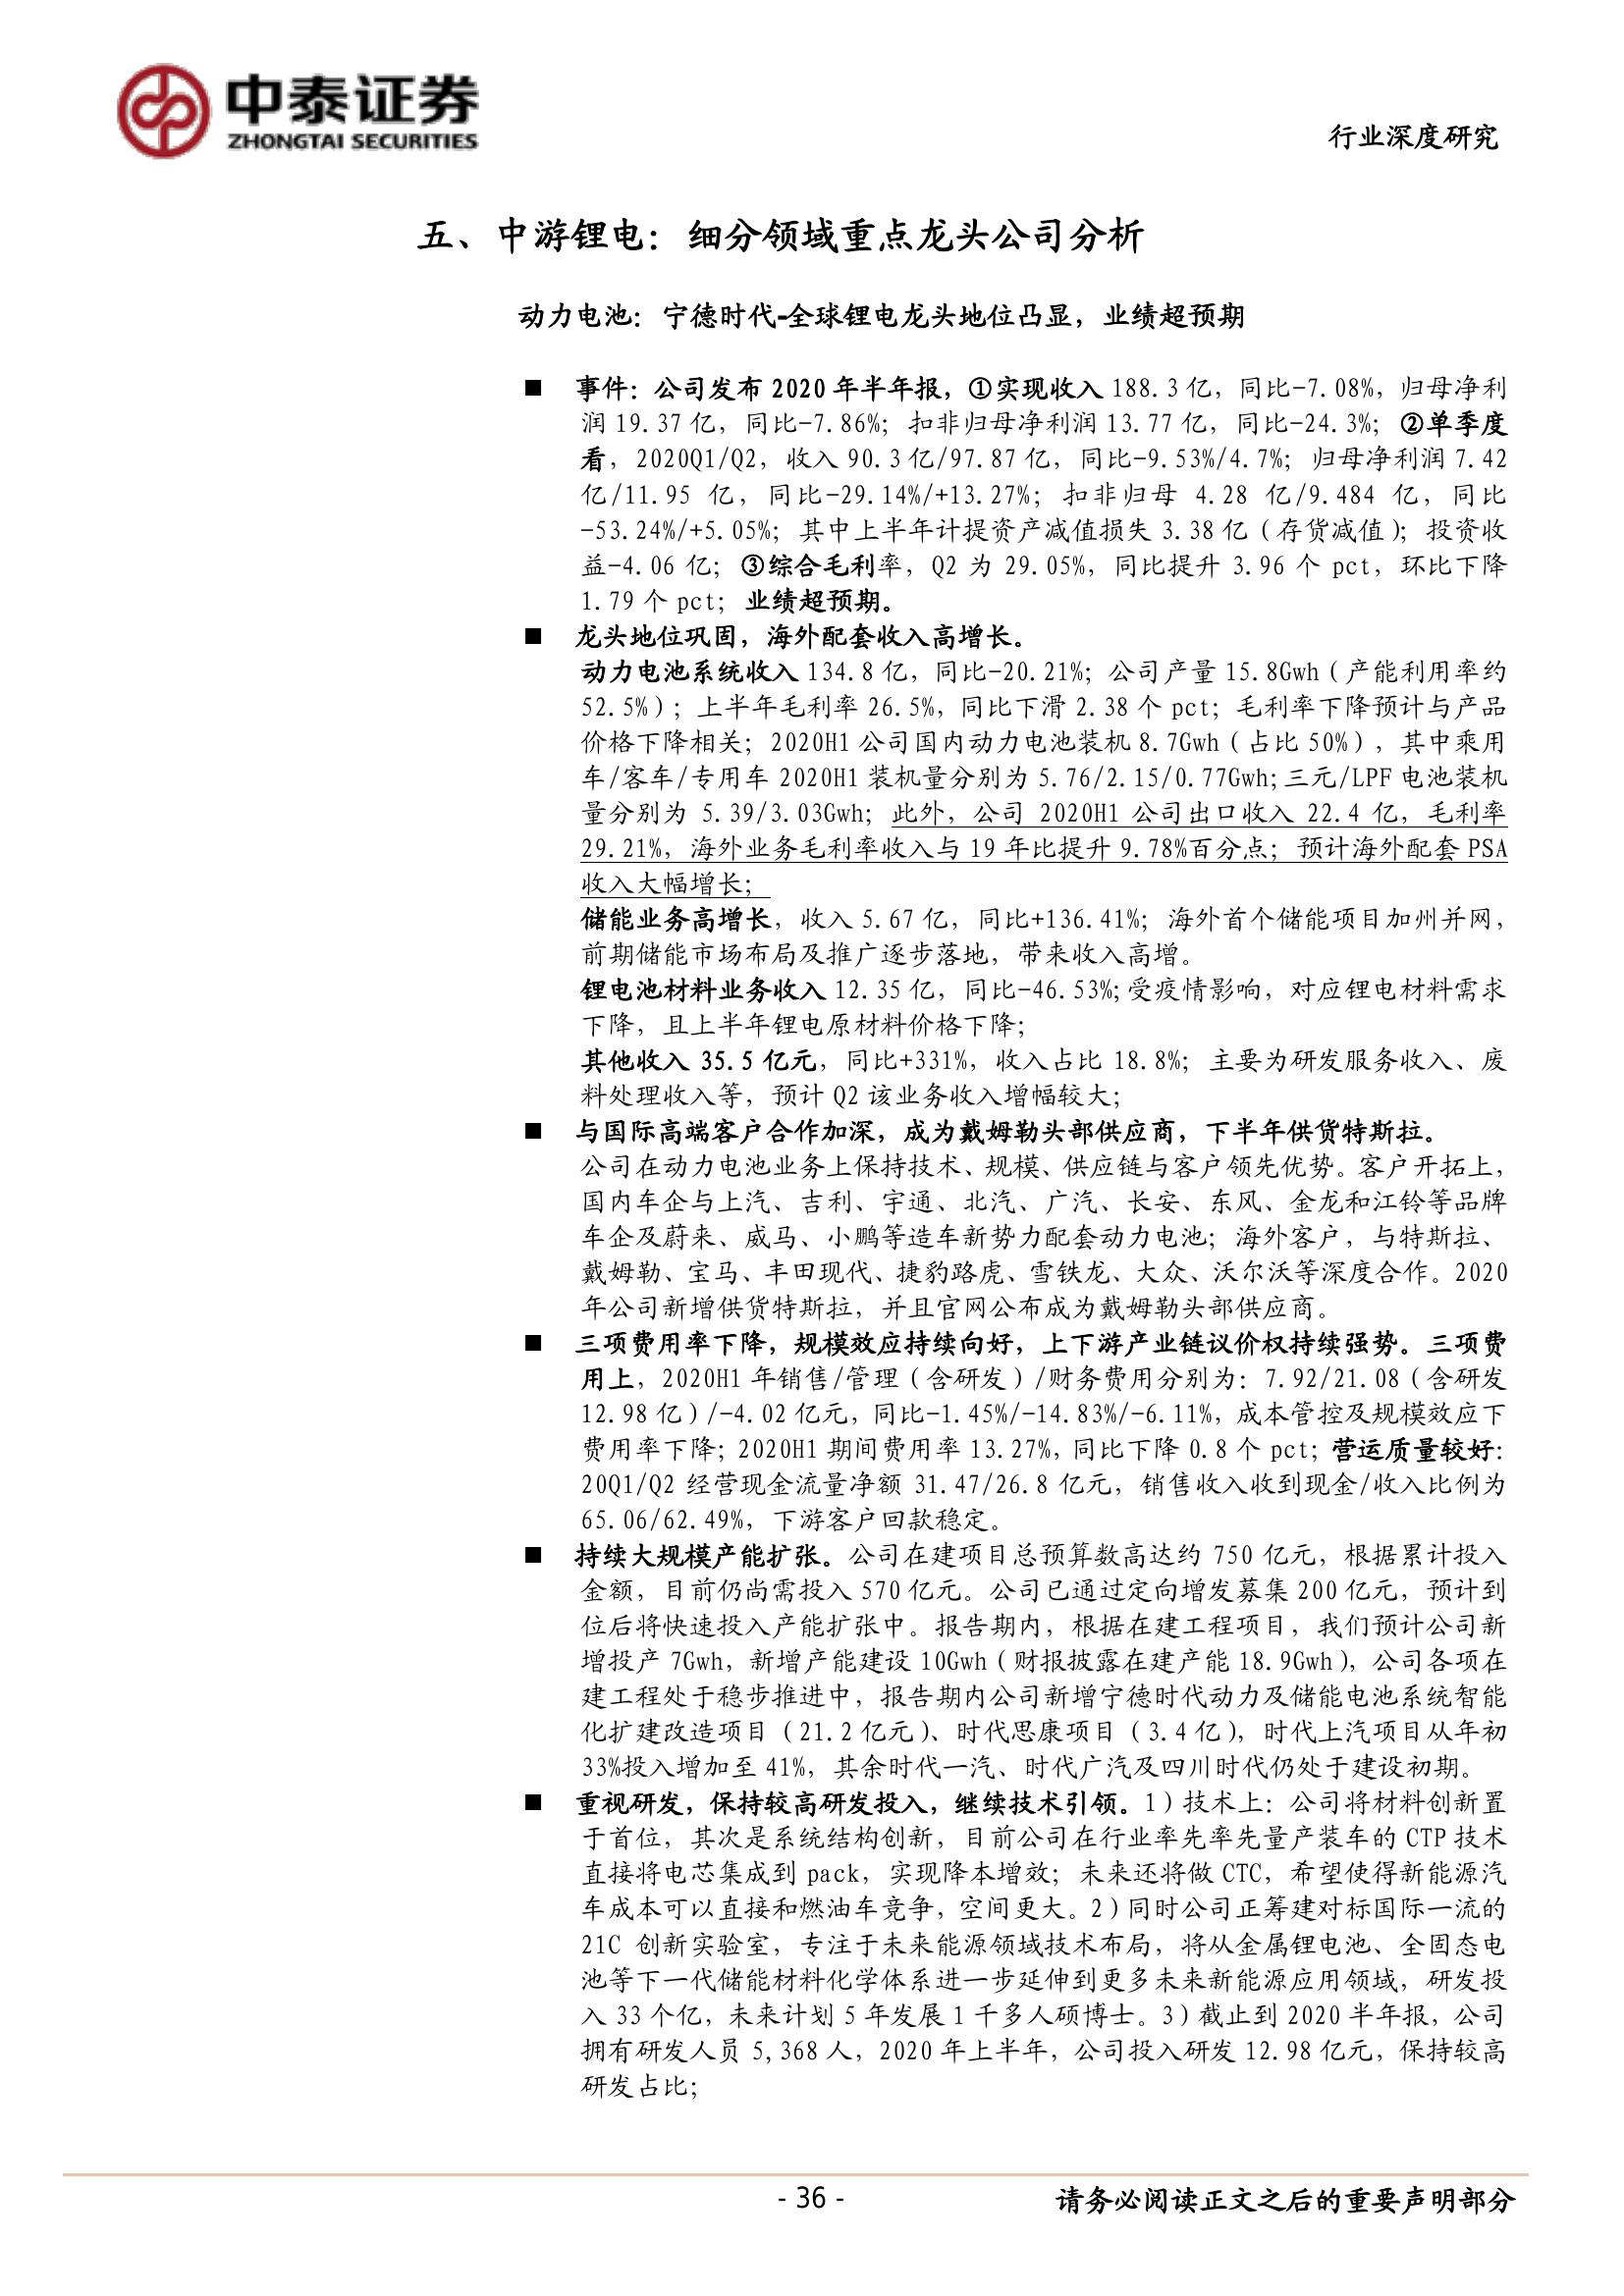 中泰证券
ZHONGTAI SECURITIES
行业深度研究
五、中游锂电：细分领域重点龙头公司分析
动力电池：宁德时代-全球锂电龙头地位凸显，业绩超预期
■ 事件：公司发布 2020 年半年报，①实现收入 188.3 亿，同比-7.08%，归母净利
润 19.37 亿，同比-7.86%；扣非归母净利润 13.77 亿，同比-24.3%；②单季度
看，2020Q1/Q2，收入 90.3 亿/97.87 亿，同比-9.53%/4.7%；归母净利润 7.42
亿/11.95 亿，同比-29.14%/+13.27%；扣非归母 4.28 亿/9.484 亿，同比
-53.24%/+5.05%；其中上半年计提资产减值损失 3.38 亿（存货减值）；投资收
益-4.06 亿；③综合毛利率，Q2 为 29.05%，同比提升 3.96 个 pct，环比下降
1.79 个 pct；业绩超预期。
■ 龙头地位巩固，海外配套收入高增长。
动力电池系统收入 134.8 亿，同比-20.21%；公司产量 15.8Gwh（产能利用率约
52.5%）；上半年毛利率 26.5%，同比下滑 2.38 个 pct；毛利率下降预计与产品
价格下降相关；2020H1 公司国内动力电池装机 8.7Gwh（占比 50%），其中乘用
车/客车/专用车 2020H1 装机量分别为 5.76/2.15/0.77Gwh;三元/LPF 电池装机
量分别为 5.39/3.03Gwh；此外，公司 2020H1 公司出口收入 22.4 亿，毛利率
29.21%，海外业务毛利率收入与 19 年比提升 9.78%百分点；预计海外配套 PSA
收入大幅增长；
储能业务高增长，收入 5.67 亿，同比+136.41%；海外首个储能项目加州并网，
前期储能市场布局及推广逐步落地，带来收入高增。
锂电池材料业务收入 12.35 亿，同比-46.53%;受疫情影响，对应锂电材料需求
下降，且上半年锂电原材料价格下降；
其他收入 35.5 亿元，同比+331%，收入占比 18.8%；主要为研发服务收入、废
料处理收入等，预计 Q2 该业务收入增幅较大；
■ 与国际高端客户合作加深，成为戴姆勒头部供应商，下半年供货特斯拉。
公司在动力电池业务上保持技术、规模、供应链与客户领先优势。客户开拓上，
国内车企与上汽、吉利、宇通、北汽、广汽、长安、东风、金龙和江铃等品牌
车企及蔚来、威马、小鹏等造车新势力配套动力电池；海外客户，与特斯拉、
戴姆勒、宝马、丰田现代、捷豹路虎、雪铁龙、大众、沃尔沃等深度合作。2020
年公司新增供货特斯拉，并且官网公布成为戴姆勒头部供应商。
■ 三项费用率下降，规模效应持续向好，上下游产业链议价权持续强势。三项费
用上，2020H1 年销售/管理（含研发）/财务费用分别为：7.92/21.08（含研发
12.98 亿）/-4.02 亿元，同比-1.45%/-14.83%/-6.11%，成本管控及规模效应下
费用率下降；2020H1 期间费用率 13.27%，同比下降 0.8 个 pct；营运质量较好：
20Q1/Q2 经营现金流量净额 31.47/26.8 亿元，销售收入收到现金/收入比例为
65.06/62.49%，下游客户回款稳定。
■ 持续大规模产能扩张。公司在建项目总预算数高达约 750 亿元，根据累计投入
金额，目前仍尚需投入 570 亿元。公司已通过定向增发募集 200 亿元，预计到
位后将快速投入产能扩张中。报告期内，根据在建工程项目，我们预计公司新
增投产 7Gwh，新增产能建设 10Gwh（财报披露在建产能 18.9Gwh），公司各项在
建工程处于稳步推进中，报告期内公司新增宁德时代动力及储能电池系统智能
化扩建改造项目（21.2 亿元）、时代思康项目（3.4 亿），时代上汽项目从年初
33%投入增加至 41%，其余时代一汽、时代广汽及四川时代仍处于建设初期。
■ 重视研发，保持较高研发投入，继续技术引领。1）技术上：公司将材料创新置
于首位，其次是系统结构创新，目前公司在行业率先率先量产装车的 CTP 技术
直接将电芯集成到 pack，实现降本增效；未来还将做 CTC，希望使得新能源汽
车成本可以直接和燃油车竞争，空间更大。2）同时公司正筹建对标国际一流的
21C 创新实验室，专注于未来能源领域技术布局，将从金属锂电池、全固态电
池等下一代储能材料化学体系进一步延伸到更多未来新能源应用领域，研发投
入 33 个亿，未来计划 5 年发展 1 千多人硕博士。3）截止到 2020 半年报，公司
拥有研发人员 5,368 人，2020 年上半年，公司投入研发 12.98 亿元，保持较高
研发占比；
- 36 -
请务必阅读正文之后的重要声明部分